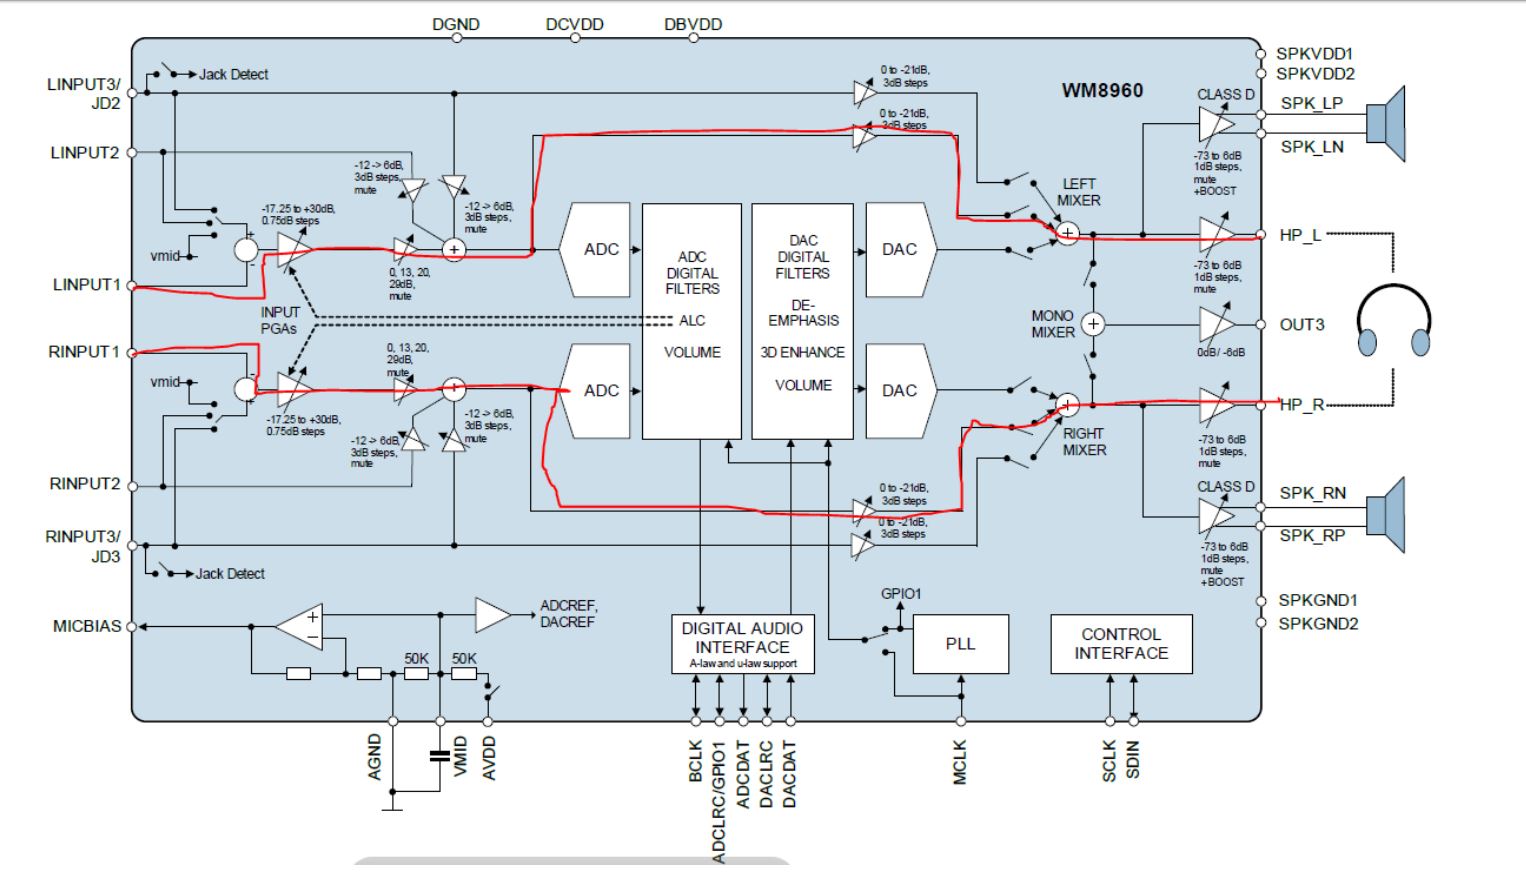 DGND
DCVDD
DBVDD
SPKVDD1
SPKVDD2
LINPUT3/
JD2
Jack Detect
0 to -21dB,
3dB steps
WM8960
CLASS D
SPK_LP
SPK_LN
-73 to 6dB
1dB steps,
mute
+BOOST
0 to -21dB,
3dB steps
LINPUT2
-12 -> 6dB,
3dB steps,
mute
-12 -> 6dB,
3dB steps,
mute
LEFT
MIXER
-17.25 to +30dB,
0.75dB steps
+
-
vmid
0, 13, 20,
29dB,
mute
+
ADC
ADC
DIGITAL
FILTERS
ALC
VOLUME
DAC
DIGITAL
FILTERS
DE-
EMPHASIS
3D ENHANCE
VOLUME
DAC
+
HP_L
-73 to 6dB
1dB steps,
mute
LINPUT1
INPUT
PGAs
MONO
MIXER
+
OUT3
0dB/ -6dB
RINPUT1
0, 13, 20,
29dB,
mute
vmid
-
+
-17.25 to +30dB,
0.75dB steps
+
ADC
DAC
+
HP_R
-12 -> 6dB,
3dB steps,
mute
-12 -> 6dB,
3dB steps,
mute
RIGHT
MIXER
-73 to 6dB
1dB steps,
mute
RINPUT2
0 to -21dB,
3dB steps
0 to -21dB,
3dB steps
CLASS D
SPK_RN
SPK_RP
-73 to 6dB
1dB steps,
mute
+BOOST
RINPUT3/
JD3
Jack Detect
MICBIAS
+
-
ADCREF,
DACREF
50K
50K
DIGITAL AUDIO
INTERFACE
A-law and u-law support
GPIO1
PLL
CONTROL
INTERFACE
SPKGND1
SPKGND2
AGND
VMID
AVDD
BCLK
ADCLRC/GPIO1
ADCDAT
DACLRC
DACDAT
MCLK
SCLK
SDIN